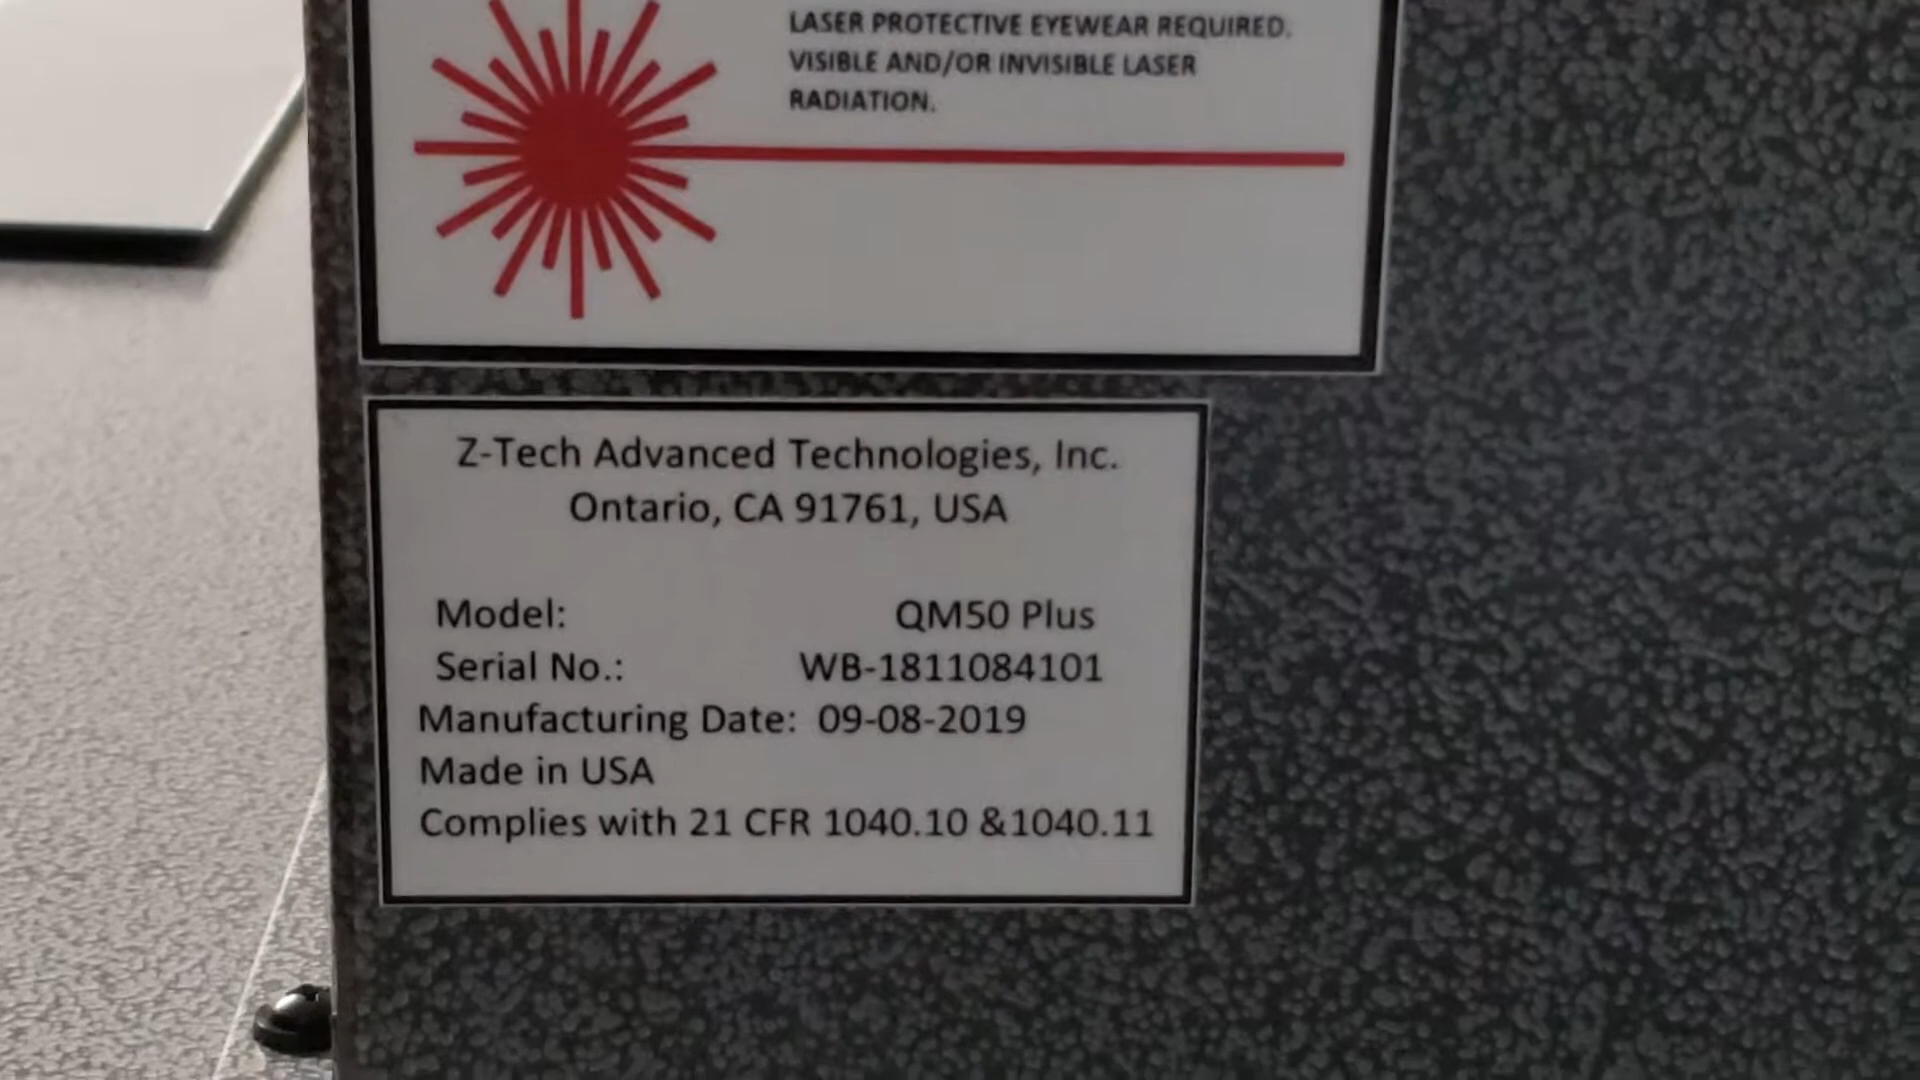 LASER PROTECTIVE EYEWEAR REQUIRED.
VISIBLE AND/OR INVISIBLE LASER
RADIATION.
Z-Tech Advanced Technologies, Inc.
Ontario, CA 91761, USA
Model: QM50 Plus
Serial No.: WB-1811084101
Manufacturing Date: 09-08-2019
Made in USA
Complies with 21 CFR 1040.10 &1040.11